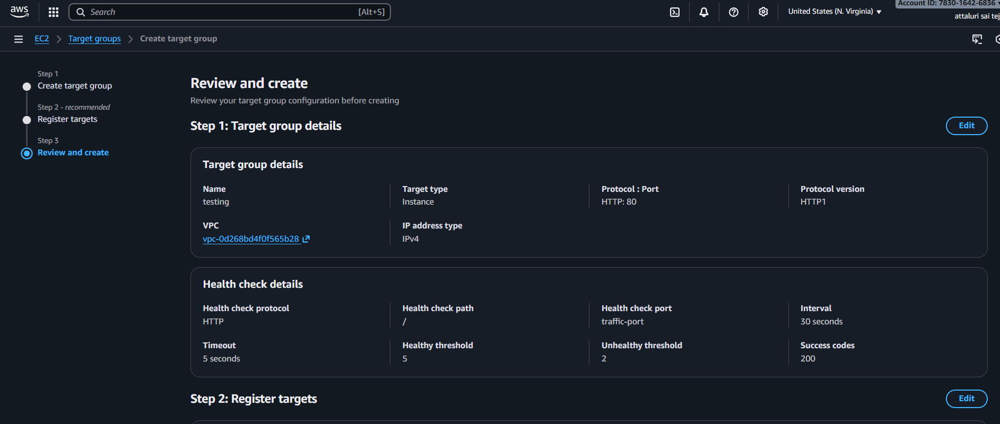 aws
Search [Alt+S]
United States (N. Virginia)
Account ID: 7830-1642-6836
attaluri sai tej
EC2 Target groups Create target group
Step 1
Create target group
Step 2 - recommended
Register targets
Step 3
Review and create
Review and create
Review your target group configuration before creating
Step 1: Target group details
Edit
Target group details
Name Target type Protocol : Port Protocol version
testing Instance HTTP: 80 HTTP1
VPC IP address type
vpc-0d268bd4f0f565b28 IPv4
Health check details
Health check protocol Health check path Health check port Interval
HTTP / traffic-port 30 seconds
Timeout Healthy threshold Unhealthy threshold Success codes
5 seconds 5 2 200
Step 2: Register targets
Edit